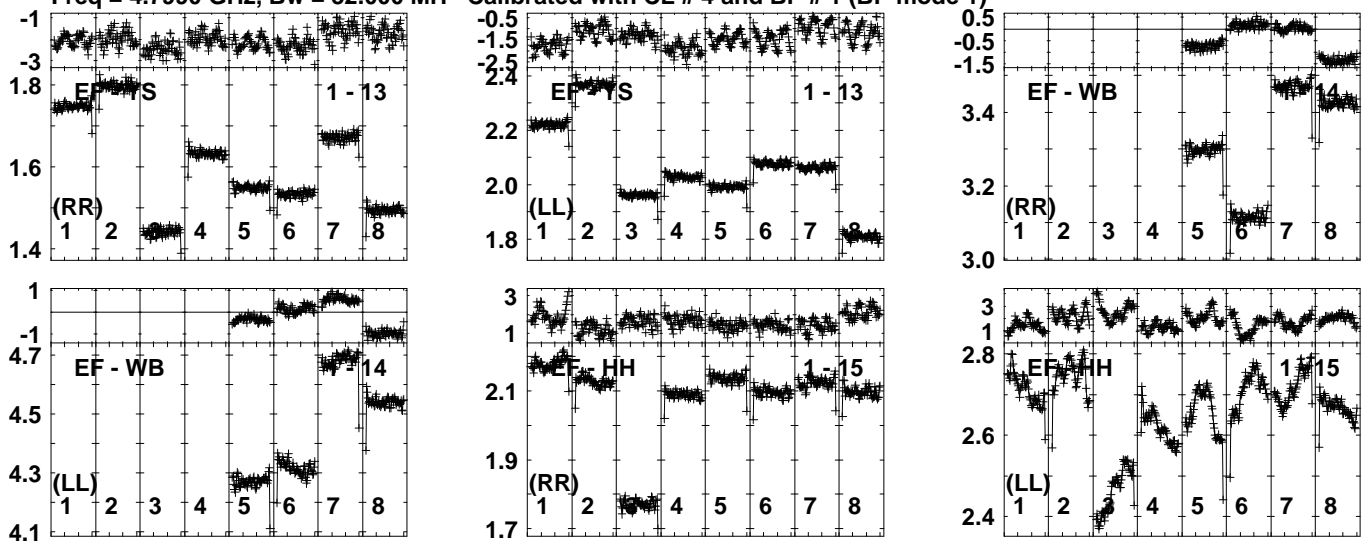 Freq = GHz, Bw = 32.000 MH Calibrated with CL # 4 and BP # 1 (BP mode 1)
-1
-3
1.8
1.6
1.4
EF - YS 1 - 13
(RR)
1 2 3 4 5 6 7 8
-0.5
-1.5
-2.5
2.4
2.2
2.0
1.8
EF - YS 1 - 13
(LL)
1 2 3 4 5 6 7 8
0.5
-0.5
-1.5
3.4
3.2
3.0
EF - WB 1 - 14
(RR)
1 2 3 4 5 6 7 8
1
-1
4.7
4.5
4.3
4.1
EF - WB 1 - 14
(LL)
1 2 3 4 5 6 7 8
3
1
2.1
1.9
1.7
EF - HH 1 - 15
(RR)
1 2 3 4 5 6 7 8
3
1
2.8
2.6
2.4
EF - HH 1 - 15
(LL)
1 2 3 4 5 6 7 8